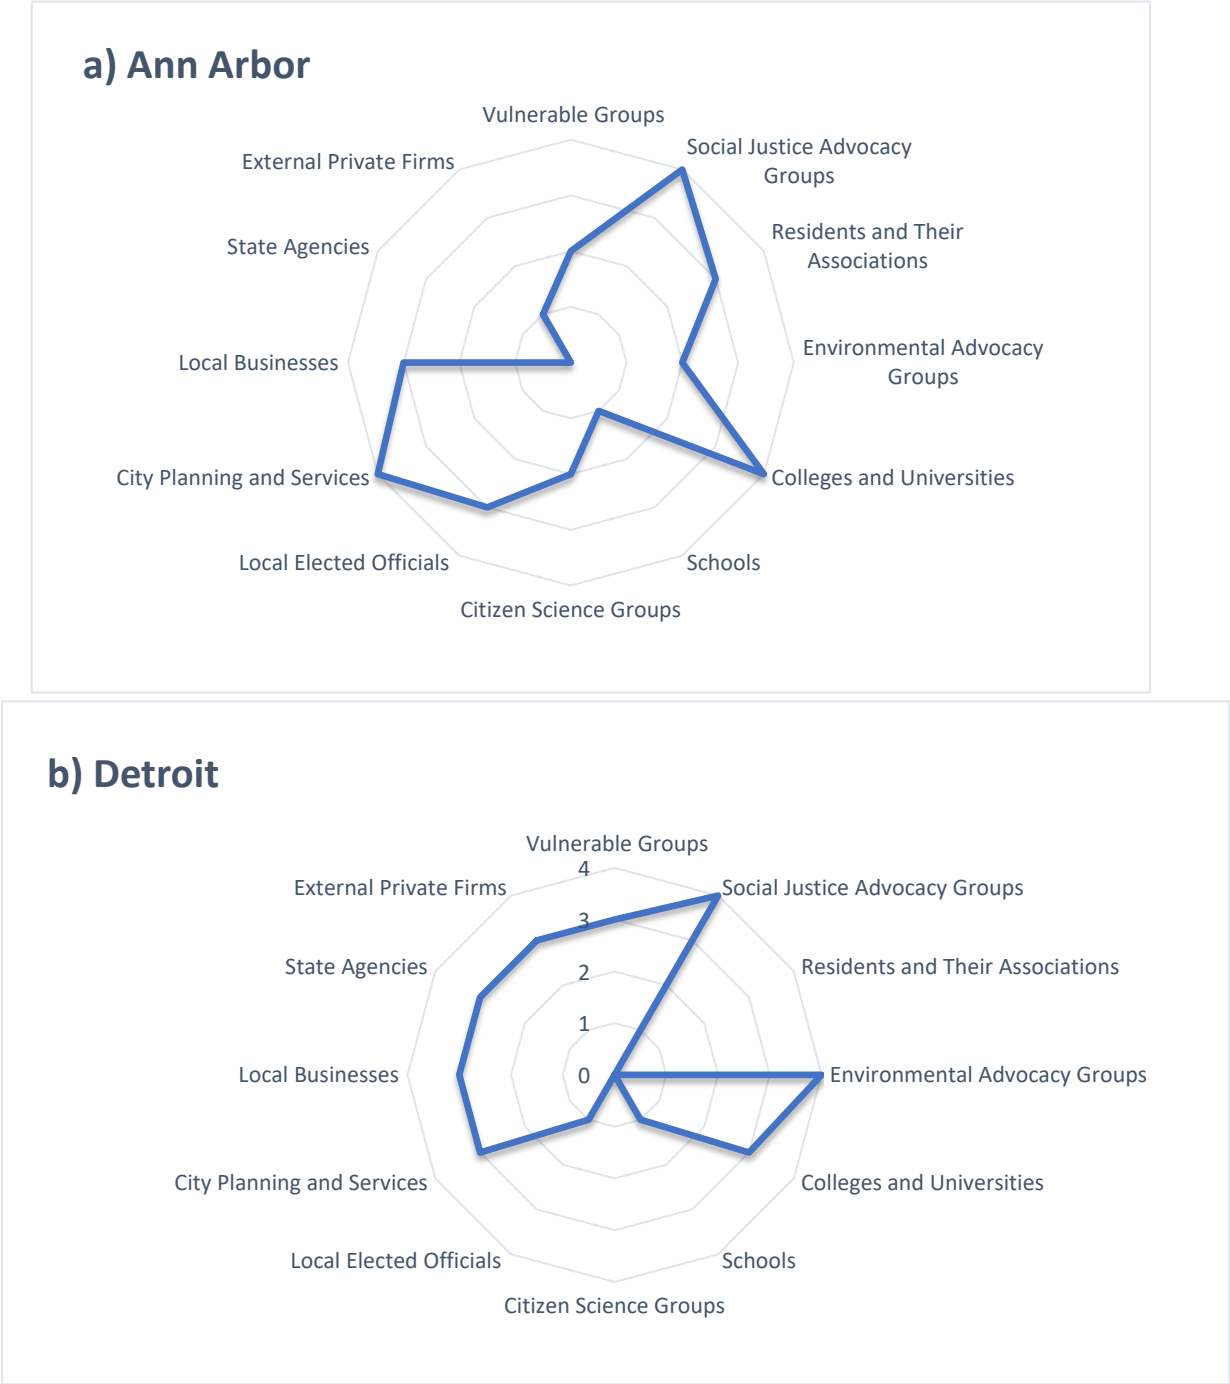 a) Ann Arbor
Vulnerable Groups
Social Justice Advocacy
Groups
External Private Firms
Residents and Their
Associations
State Agencies
Environmental Advocacy
Groups
Local Businesses
City Planning and Services
Colleges and Universities
Local Elected Officials
Schools
Citizen Science Groups
b) Detroit
Vulnerable Groups
4
External Private Firms
Social Justice Advocacy Groups
3
State Agencies
Residents and Their Associations
2
1
Local Businesses
0
Environmental Advocacy Groups
City Planning and Services
Colleges and Universities
Local Elected Officials
Schools
Citizen Science Groups